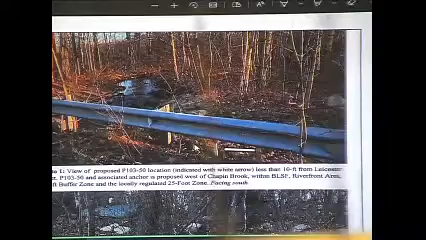 1: View of proposed P103-50 location (indicated with white arrow) less than 10-ft from Leicester
P103-50 and associated anchor is proposed west of Chapin Brook, within BLSF, Riverfront Area,
ft Buffer Zone and the locally regulated 25-Foot Zone. Facing south.